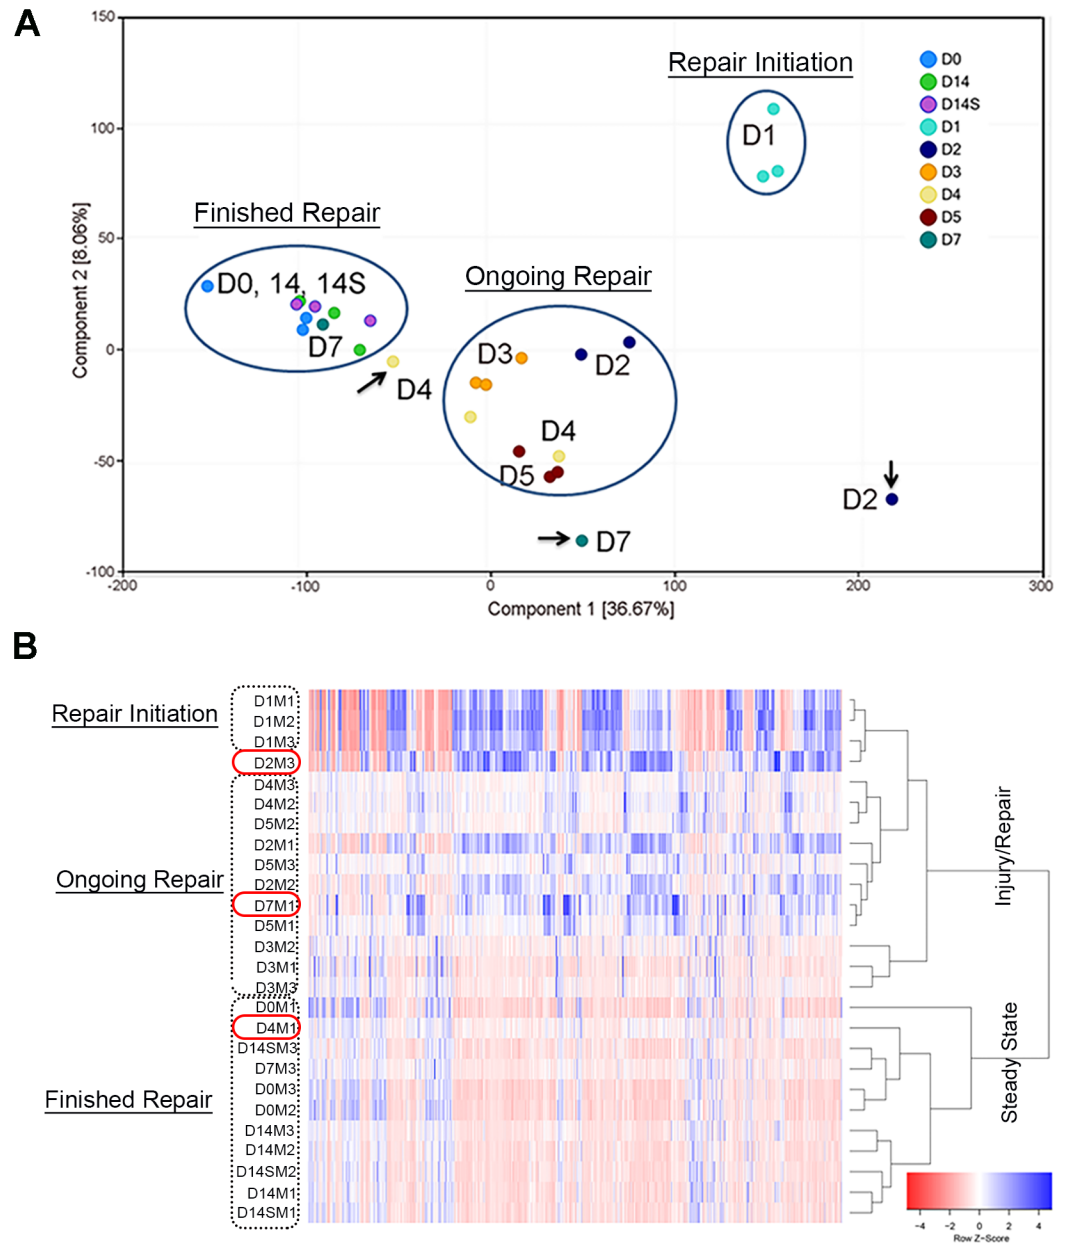 A
150
100
50
0
-50
-100
-200
-100
0
100
200
300
Component 2 [8.06%]
Component 1 [36.67%]
Repair Initiation
D1
Finished Repair
D0, 14, 14S
D7
D4
Ongoing Repair
D3
D2
D4
D5
D2
D7
D0
D14
D14S
D1
D2
D3
D4
D5
D7
B
Repair Initiation
Ongoing Repair
Finished Repair
D1M1
D1M2
D1M3
D2M3
D4M3
D4M2
D5M2
D2M1
D5M3
D2M2
D7M1
D5M1
D3M2
D3M1
D3M3
D0M1
D4M1
D14SM3
D7M3
D0M3
D0M2
D14M3
D14M2
D14SM2
D14M1
D14SM1
Injury/Repair
Steady State
−4 −2 0 2 4
Row Z−Score